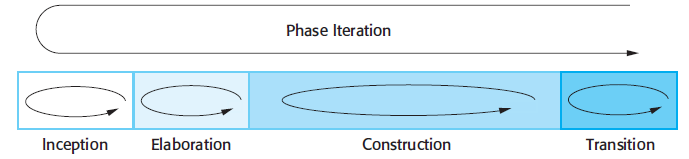 Phase Iteration
Inception
Elaboration
Construction
Transition